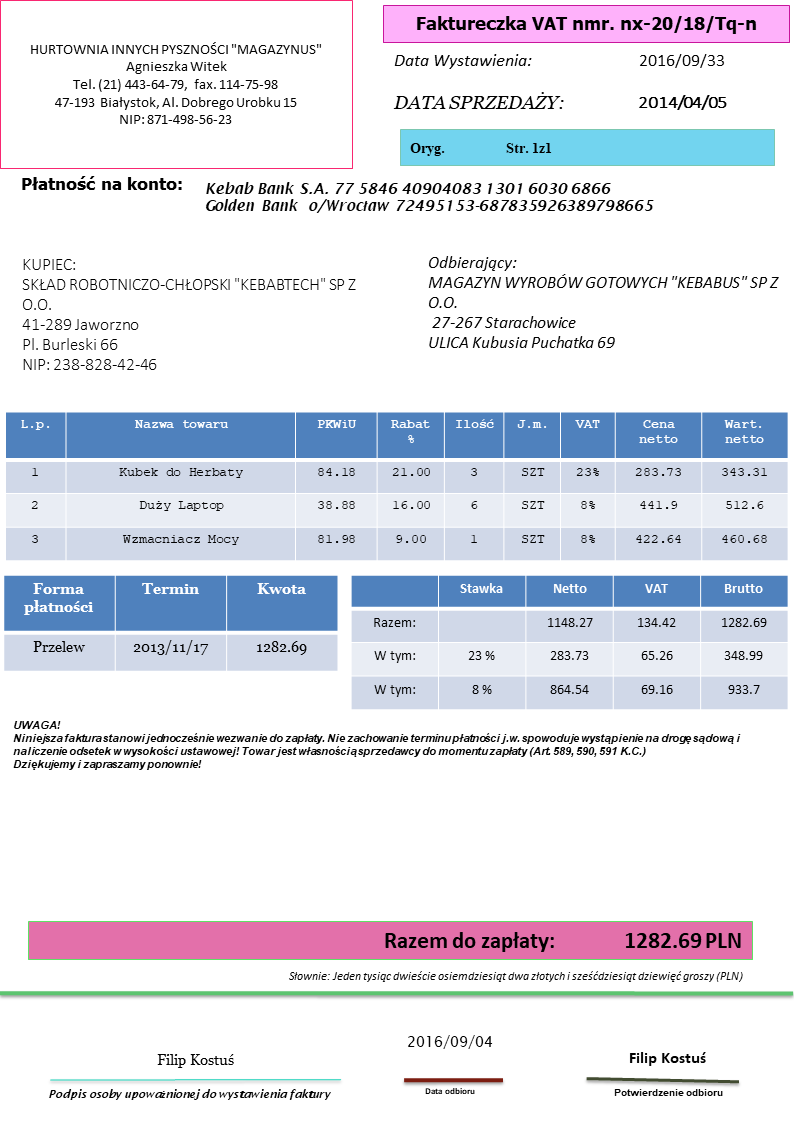 HURTOWNIA INNYCH PYSZNOŚCI "MAGAZYNUS"
Agnieszka Witek
Tel. (21) 443-64-79, fax. 114-75-98
47-193 Białystok, Al. Dobrego Urobku 15
NIP: 871-498-56-23
Faktureczka VAT nmr. nx-20/18/Tq-n
Data Wystawienia: 2016/09/33
DATA SPRZEDAŻY: 2014/04/05
Oryg. Str. 1z1
Płatność na konto:
Kebab Bank S.A. 77 5846 40904083 1301 6030 6866
Golden Bank o/Wrocław 72495153-687835926389798665
KUPIEC:
SKŁAD ROBOTNICZO-CHŁOPSKI "KEBABTECH" SP Z
O.O.
41-289 Jaworzno
Pl. Burleski 66
NIP: 238-828-42-46
Odbierający:
MAGAZYN WYROBÓW GOTOWYCH "KEBABUS" SP Z
O.O.
27-267 Starachowice
ULICA Kubusia Puchatka 69
L.p. Nazwa towaru PKWiU Rabat % Ilość J.m. VAT Cena netto Wart. netto
1 Kubek do Herbaty 84.18 21.00 3 SZT 23% 283.73 343.31
2 Duży Laptop 38.88 16.00 6 SZT 8% 441.9 512.6
3 Wzmacniacz Mocy 81.98 9.00 1 SZT 8% 422.64 460.68
Forma płatności Termin Kwota
Przelew 2013/11/17 1282.69
Stawka Netto VAT Brutto
Razem: 1148.27 134.42 1282.69
W tym: 23 % 283.73 65.26 348.99
W tym: 8 % 864.54 69.16 933.7
UWAGA!
Niniejsza faktura stanowi jednocześnie wezwanie do zapłaty. Nie zachowanie terminu płatności j.w. spowoduje wystąpienie na drogę sądową i
naliczenie odsetek w wysokości ustawowej! Towar jest własnością sprzedawcy do momentu zapłaty (Art. 589, 590, 591 K.C.)
Dziękujemy i zapraszamy ponownie!
Razem do zapłaty: 1282.69 PLN
Słownie: Jeden tysiąc dwieście osiemdziesiąt dwa złotych i sześćdziesiąt dziewięć groszy (PLN)
Filip Kostuś
Podpis osoby upoważnionej do wystawienia faktury
2016/09/04
Data odbioru
Filip Kostuś
Potwierdzenie odbioru